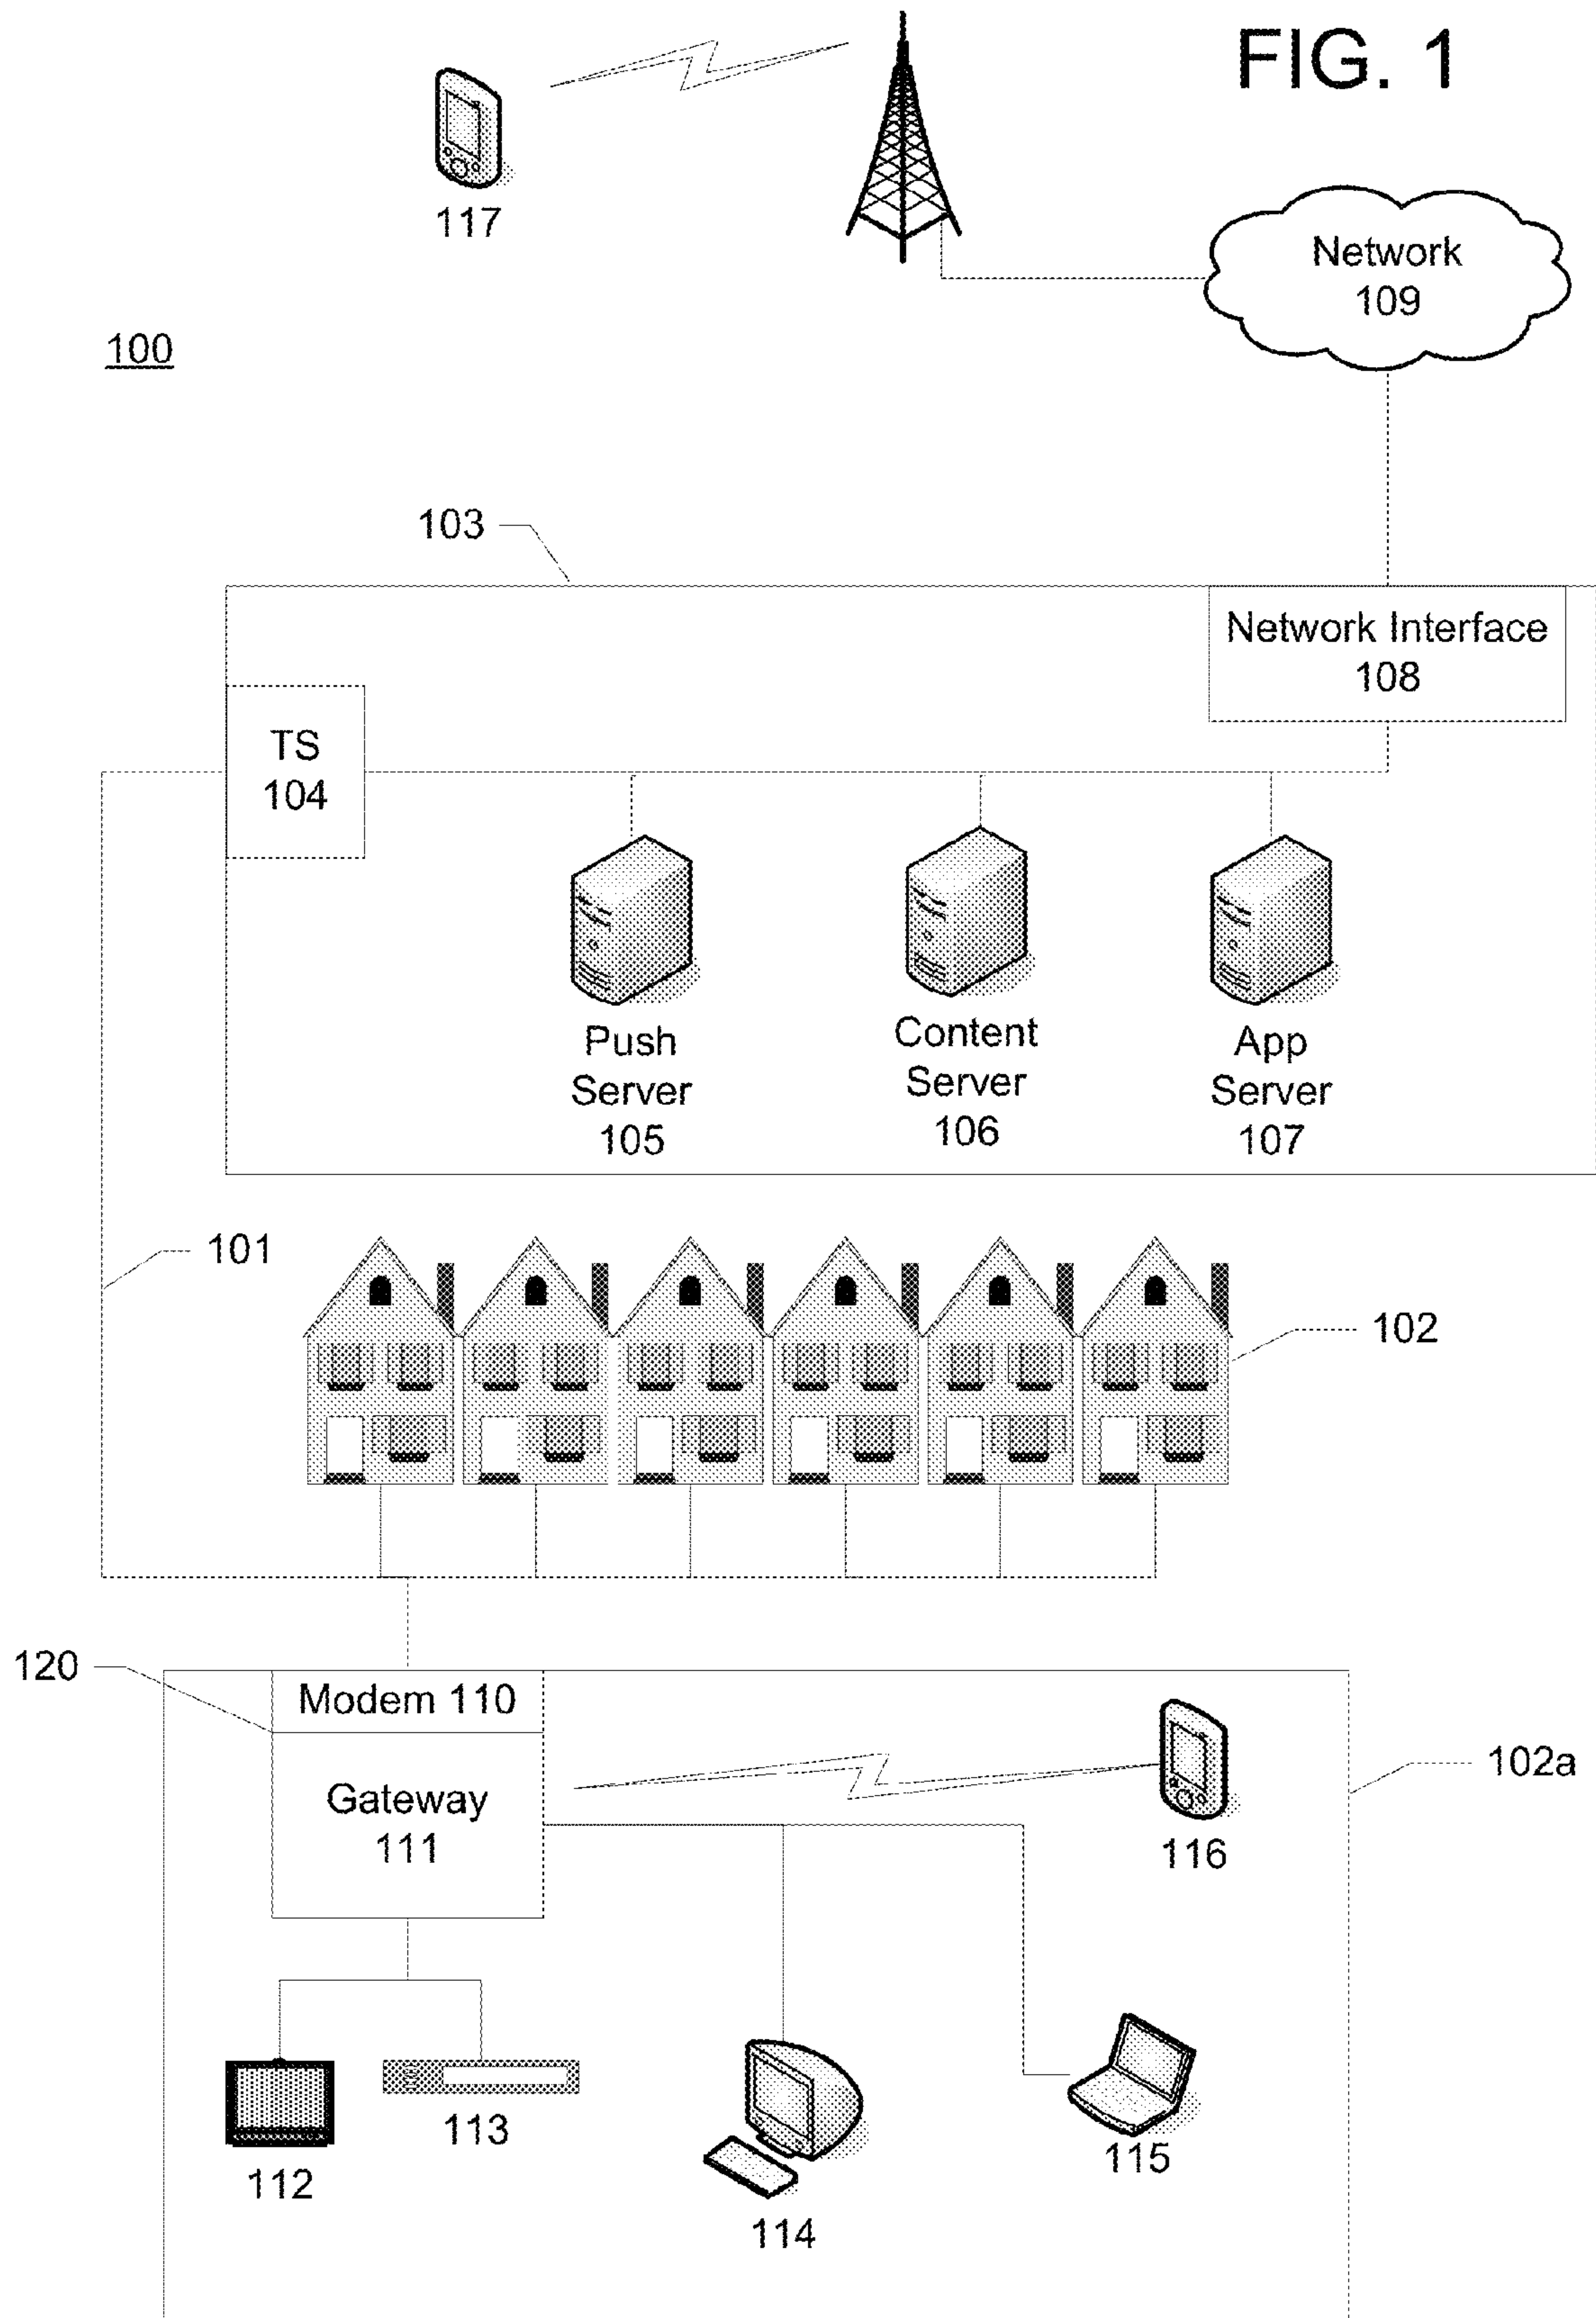 FIG. 1
117
Network
109
100
103
Network Interface
108
TS
104
Push
Server
105
Content
Server
106
App
Server
107
101
102
120
Modem 110
Gateway
111
116
102a
112
113
114
115